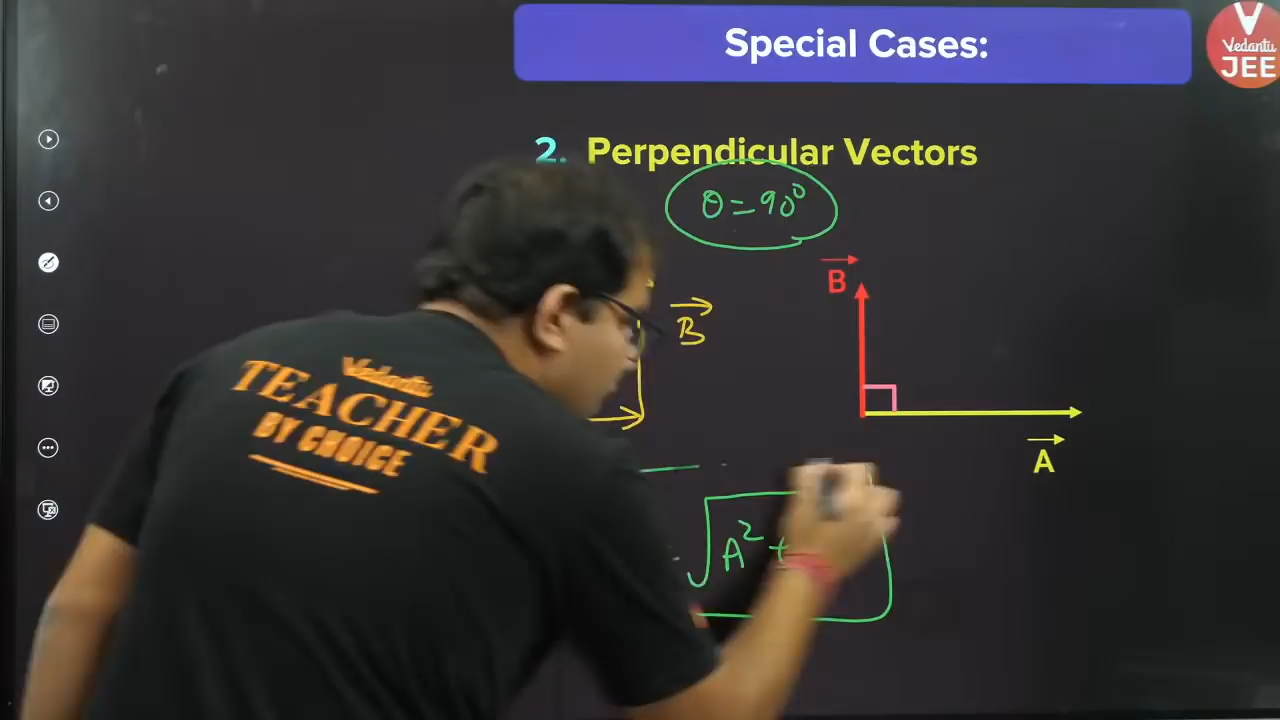 Special Cases:
Vedantu
JEE
2. Perpendicular Vectors
θ = 90°
B
B
A
A² +
Vedantu
TEACHER
BY CHOICE